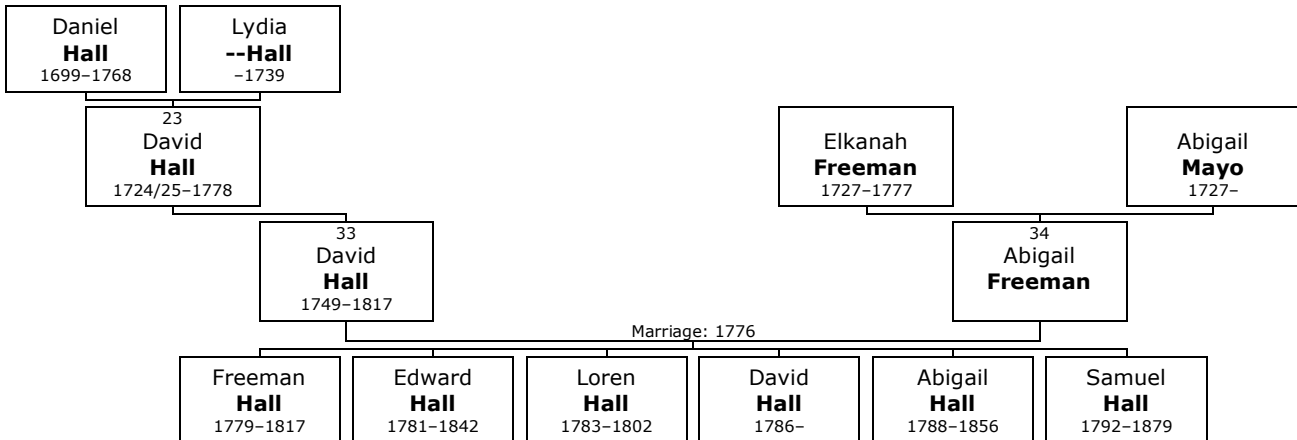 Daniel
Hall
1699–1768
Lydia
--Hall
–1739
23
David
Hall
1724/25–1778
Elkanah
Freeman
1727–1777
Abigail
Mayo
1727–
33
David
Hall
1749–1817
34
Abigail
Freeman
Marriage: 1776
Freeman
Hall
1779–1817
Edward
Hall
1781–1842
Loren
Hall
1783–1802
David
Hall
1786–
Abigail
Hall
1788–1856
Samuel
Hall
1792–1879